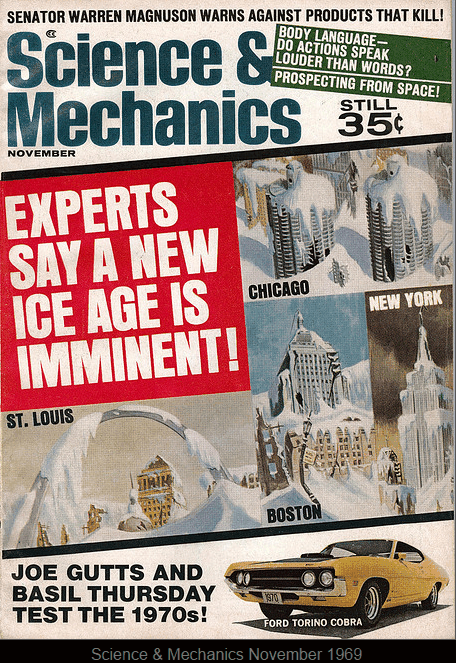 SENATOR WARREN MAGNUSON WARNS AGAINST PRODUCTS THAT KILL!
Science &
Mechanics
BODY LANGUAGE—
DO ACTIONS SPEAK
LOUDER THAN WORDS?
PROSPECTING FROM SPACE!
STILL
35¢
NOVEMBER
EXPERTS
SAY A NEW
ICE AGE IS
IMMINENT!
CHICAGO
NEW YORK
ST. LOUIS
BOSTON
JOE GUTTS AND
BASIL THURSDAY
TEST THE 1970s!
1970
FORD TORINO COBRA
Science & Mechanics November 1969